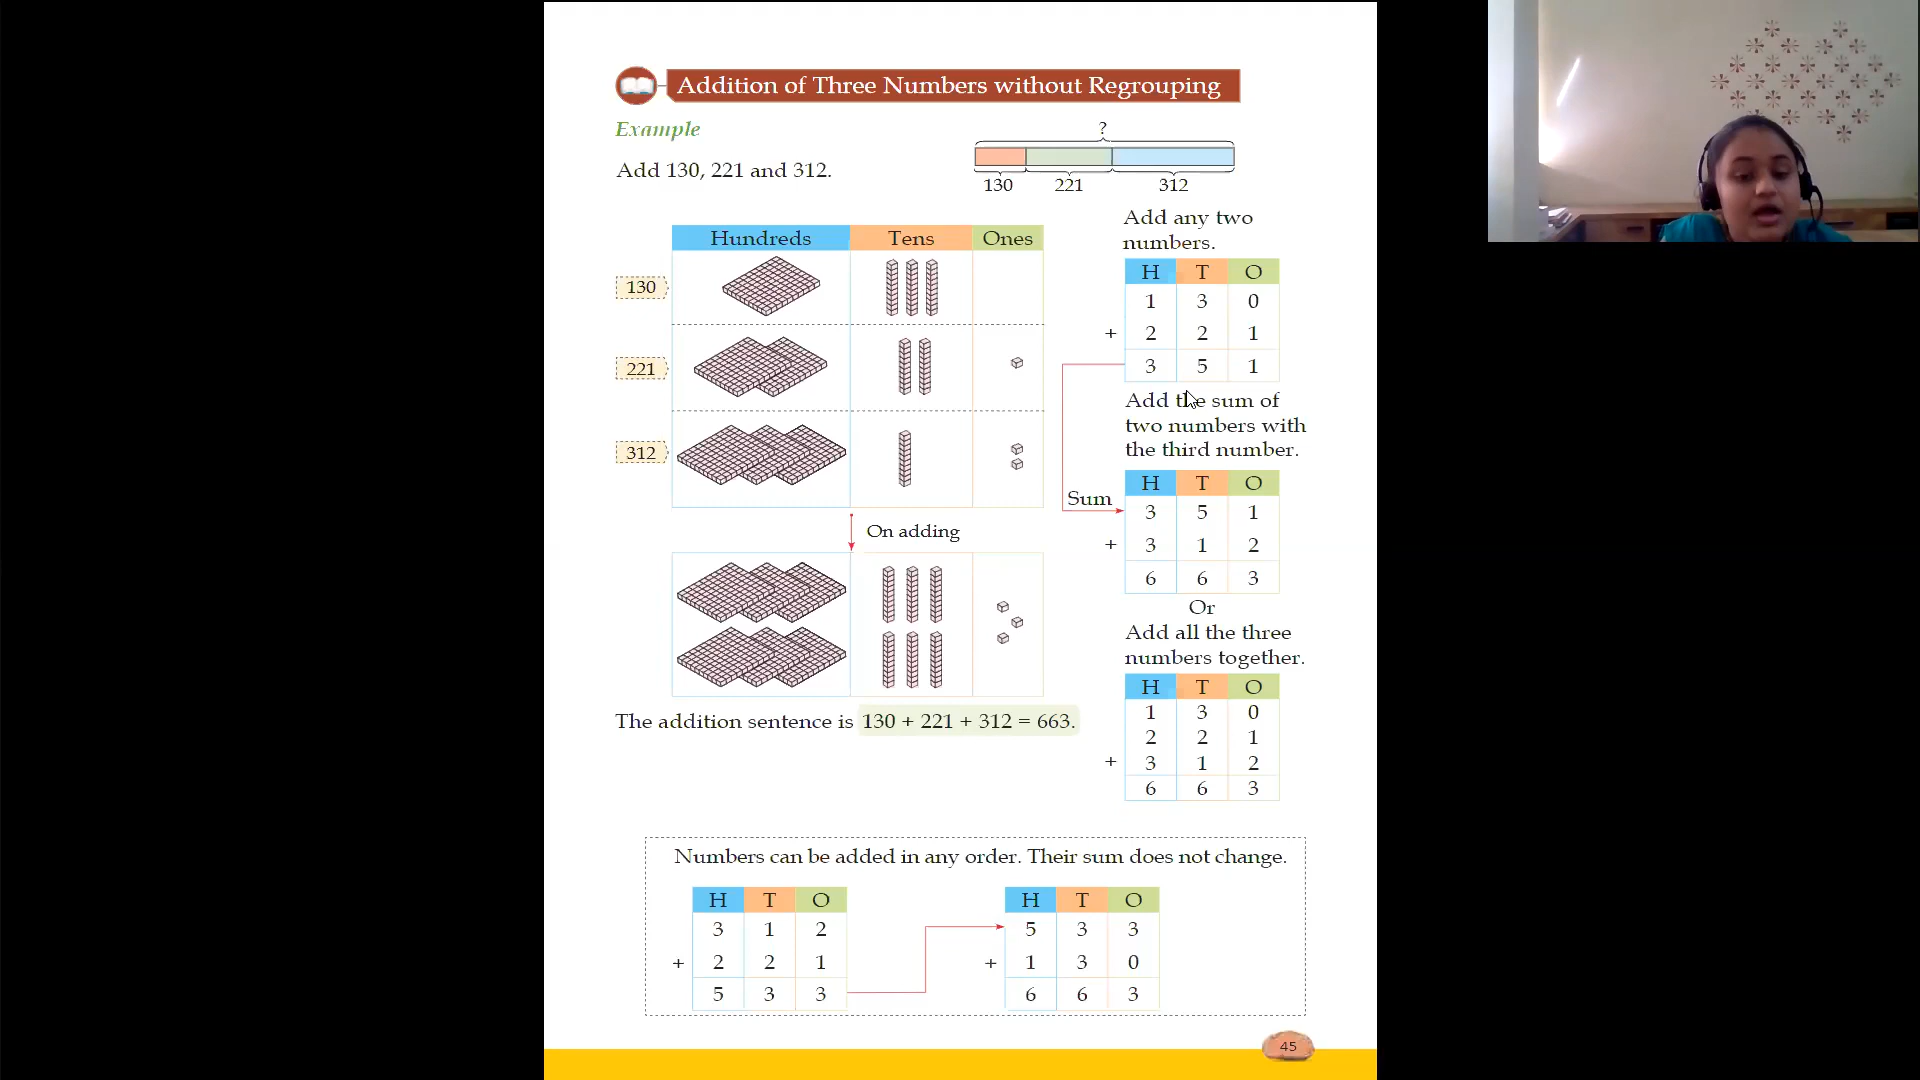 Addition of Three Numbers without Regrouping
Example
Add 130, 221 and 312.
?
130 221 312
Hundreds Tens Ones
130
221
312
On adding
The addition sentence is 130 + 221 + 312 = 663.
Add any two
numbers.
H T O
1 3 0
+ 2 2 1
3 5 1
Add the sum of
two numbers with
the third number.
H T O
Sum 3 5 1
+ 3 1 2
6 6 3
Or
Add all the three
numbers together.
H T O
1 3 0
2 2 1
+ 3 1 2
6 6 3
Numbers can be added in any order. Their sum does not change.
H T O
3 1 2
+ 2 2 1
5 3 3
H T O
5 3 3
+ 1 3 0
6 6 3
45